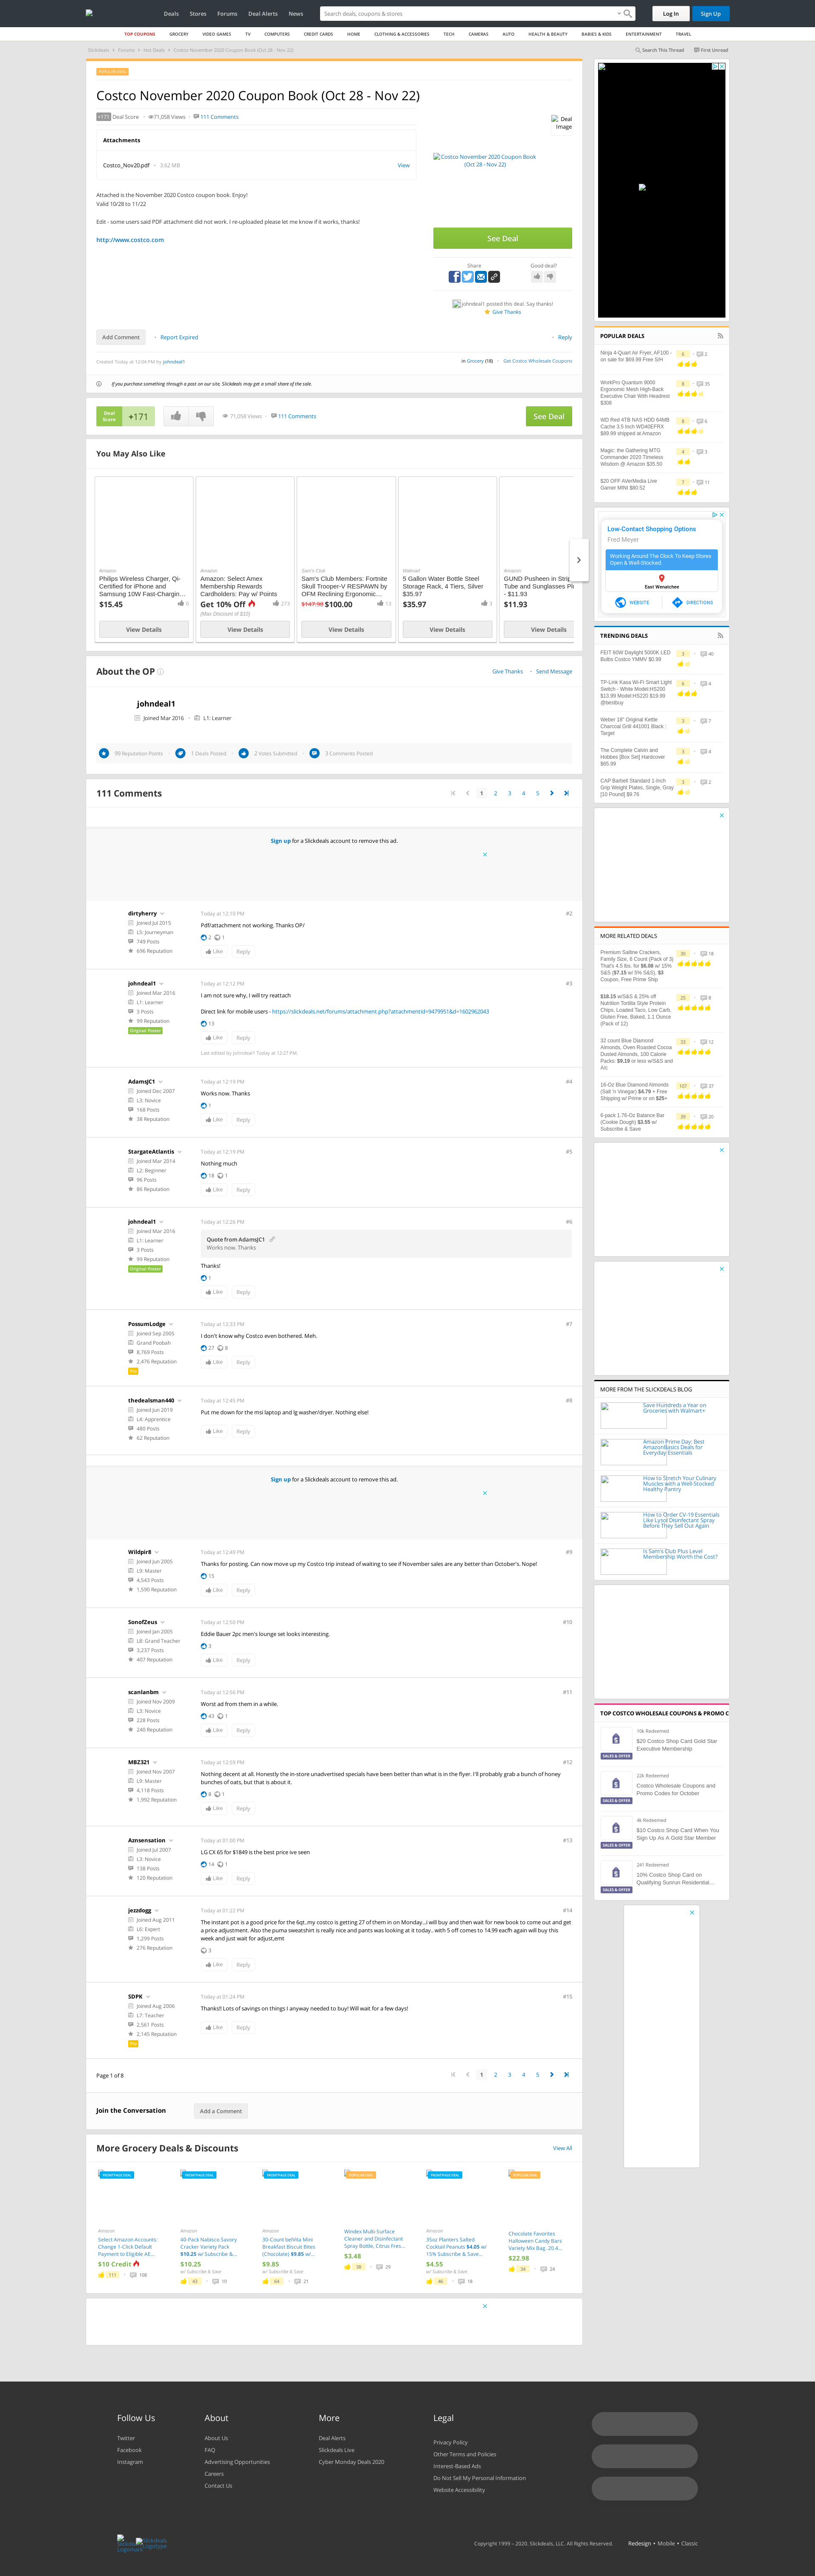 Deals Stores Forums Deal Alerts News
Search deals, coupons & stores
Log In Sign Up
TOP COUPONS GROCERY VIDEO GAMES TV COMPUTERS CREDIT CARDS HOME CLOTHING & ACCESSORIES TECH CAMERAS AUTO HEALTH & BEAUTY BABIES & KIDS ENTERTAINMENT TRAVEL
Slickdeals Forums Hot Deals Costco November 2020 Coupon Book (Oct 28 - Nov 22)
Search This Thread First Unread
POPULAR DEAL
Costco November 2020 Coupon Book (Oct 28 - Nov 22)
+171 Deal Score 71,058 Views 111 Comments
Attachments
Costco_Nov20.pdf 3.62 MB View
Attached is the November 2020 Costco coupon book. Enjoy!
Valid 10/28 to 11/22
Edit - some users said PDF attachment did not work. I re-uploaded please let me know if it works, thanks!
http://www.costco.com
Deal Image
Costco November 2020 Coupon Book (Oct 28 - Nov 22)
See Deal
Share Good deal?
johndeal1 posted this deal. Say thanks!
Give Thanks
Add Comment Report Expired Reply
Created Today at 12:04 PM by johndeal1
in Grocery (18) Get Costco Wholesale Coupons
If you purchase something through a post on our site, Slickdeals may get a small share of the sale.
Deal Score +171 71,058 Views 111 Comments See Deal
You May Also Like
Amazon
Philips Wireless Charger, Qi-Certified for iPhone and Samsung 10W Fast-Chargin...
$15.45 0
View Details
Amazon
Amazon: Select Amex Membership Rewards Cardholders: Pay w/ Points
Get 10% Off 273
(Max Discount of $10)
View Details
Sam's Club
Sam's Club Members: Fortnite Skull Trooper-V RESPAWN by OFM Reclining Ergonomic...
$147.98 $100.00 13
View Details
Walmart
5 Gallon Water Bottle Steel Storage Rack, 4 Tiers, Silver $35.97
$35.97 3
View Details
Amazon
GUND Pusheen in Strip
Tube and Sunglasses Plu
- $11.93
$11.93
View Details
About the OP Give Thanks Send Message
johndeal1
Joined Mar 2016 L1: Learner
99 Reputation Points 1 Deals Posted 2 Votes Submitted 3 Comments Posted
111 Comments 1 2 3 4 5
Sign up for a Slickdeals account to remove this ad.
dirtyherry Today at 12:10 PM #2
Joined Jul 2015
L5: Journeyman
749 Posts
696 Reputation
Pdf/attachment not working. Thanks OP/
2 1
Like Reply
johndeal1 Today at 12:12 PM #3
Joined Mar 2016
L1: Learner
3 Posts
99 Reputation
Original Poster
I am not sure why, I will try reattach
Direct link for mobile users - https://slickdeals.net/forums/attachment.php?attachmentid=9479951&d=1602962043
13
Like Reply
Last edited by johndeal1 Today at 12:27 PM
AdamsJC1 Today at 12:19 PM #4
Joined Dec 2007
L3: Novice
168 Posts
38 Reputation
Works now. Thanks
1
Like Reply
StargateAtlantis Today at 12:19 PM #5
Joined Mar 2014
L2: Beginner
96 Posts
86 Reputation
Nothing much
18 1
Like Reply
johndeal1 Today at 12:26 PM #6
Joined Mar 2016
L1: Learner
3 Posts
99 Reputation
Original Poster
Quote from AdamsJC1
Works now. Thanks
Thanks!
1
Like Reply
PossumLodge Today at 12:33 PM #7
Joined Sep 2005
Grand Poobah
8,769 Posts
2,476 Reputation
Pro
I don't know why Costco even bothered. Meh.
27 8
Like Reply
thedealsman440 Today at 12:45 PM #8
Joined Jun 2019
L4: Apprentice
480 Posts
62 Reputation
Put me down for the msi laptop and lg washer/dryer. Nothing else!
Like Reply
Sign up for a Slickdeals account to remove this ad.
Wildpir8 Today at 12:49 PM #9
Joined Jun 2005
L9: Master
4,543 Posts
1,590 Reputation
Thanks for posting. Can now move up my Costco trip instead of waiting to see if November sales are any better than October's. Nope!
15
Like Reply
SonofZeus Today at 12:50 PM #10
Joined Jan 2005
L8: Grand Teacher
3,237 Posts
407 Reputation
Eddie Bauer 2pc men's lounge set looks interesting.
3
Like Reply
scanlanbm Today at 12:56 PM #11
Joined Nov 2009
L3: Novice
228 Posts
240 Reputation
Worst ad from them in a while.
43 1
Like Reply
MBZ321 Today at 12:59 PM #12
Joined Nov 2007
L9: Master
4,118 Posts
1,992 Reputation
Nothing decent at all. Honestly the in-store unadvertised specials have been been better than what is in the flyer. I'll probably grab a bunch of honey bunches of oats, but that is about it.
8 1
Like Reply
Aznsensation Today at 01:00 PM #13
Joined Jul 2007
L3: Novice
138 Posts
120 Reputation
LG CX 65 for $1849 is the best price ive seen
14 1
Like Reply
jezzdogg Today at 01:22 PM #14
Joined Aug 2011
L6: Expert
1,299 Posts
276 Reputation
The instant pot is a good price for the 6qt..my costco is getting 27 of them in on Monday...i will buy and then wait for new book to come out and get a price adjustment. Also the puma sweatshirt is really nice and pants was looking at it today.. with 5 off comes to 14.99 eacfn again will buy this week and just wait for adjust,emt
3
Like Reply
SDPK Today at 01:24 PM #15
Joined Aug 2006
L7: Teacher
2,561 Posts
2,145 Reputation
Pro
Thanks!! Lots of savings on things I anyway needed to buy! Will wait for a few days!
Like Reply
Page 1 of 8 1 2 3 4 5
Join the Conversation Add a Comment
More Grocery Deals & Discounts View All
FRONTPAGE DEAL
Amazon
Select Amazon Accounts: Change 1-Click Default Payment to Eligible AE...
$10 Credit
111 108
FRONTPAGE DEAL
Amazon
40-Pack Nabisco Savory Cracker Variety Pack $10.25 w/ Subscribe &...
$10.25
w/ Subscribe & Save
43 10
FRONTPAGE DEAL
Amazon
30-Count belVita Mini Breakfast Biscuit Bites (Chocolate) $9.85 w/...
$9.85
w/ Subscribe & Save
64 21
POPULAR DEAL
Windex Multi-Surface Cleaner and Disinfectant Spray Bottle, Citrus Fres...
$3.48
38 29
FRONTPAGE DEAL
Amazon
35oz Planters Salted Cocktail Peanuts $4.05 w/ 15% Subscribe & Save...
$4.55
w/ Subscribe & Save
46 18
POPULAR DEAL
Chocolate Favorites Halloween Candy Bars Variety Mix Bag, 20.4...
$22.98
34 24
POPULAR DEALS
Ninja 4-Quart Air Fryer, AF100 - on sale for $69.99 Free S/H 6 2
WorkPro Quantum 9000 Ergonomic Mesh High-Back Executive Chair With Headrest $306 8 35
WD Red 4TB NAS HDD 64MB Cache 3.5 Inch WD40EFRX $89.99 shipped at Amazon 8 6
Magic: the Gathering MTG Commander 2020 Timeless Wisdom @ Amazon $35.50 4 3
$20 OFF AVerMedia Live Gamer MINI $80.52 7 11
Low-Contact Shopping Options
Fred Meyer
Working Around The Clock To Keep Stores Open & Well-Stocked.
East Wenatchee
WEBSITE DIRECTIONS
TRENDING DEALS
FEIT 60W Daylight 5000K LED Bulbs Costco YMMV $0.99 3 40
TP-Link Kasa Wi-Fi Smart Light Switch - White Model:HS200 $13.99 Model:HS220 $19.99 @bestbuy 6 4
Weber 18" Original Kettle Charcoal Grill 441001 Black : Target 3 7
The Complete Calvin and Hobbes [Box Set] Hardcover $65.99 3 4
CAP Barbell Standard 1-Inch Grip Weight Plates, Single, Gray [10 Pound] $9.76 3 2
MORE RELATED DEALS
Premium Saltine Crackers, Family Size, 6 Count (Pack of 3) That's 4.5 lbs, for $6.08 w/ 15% S&S ($7.15 w/ 5% S&S), $3 Coupon, Free Prime Ship 30 18
$18.15 w/S&S & 25% off Nutrition Tortilla Style Protein Chips, Loaded Taco, Low Carb, Gluten Free, Baked, 1.1 Ounce (Pack of 12) 25 8
32 count Blue Diamond Almonds, Oven Roasted Cocoa Dusted Almonds, 100 Calorie Packs: $9.19 or less w/S&S and A/c 33 12
16-Oz Blue Diamond Almonds (Salt 'n Vinegar) $4.79 + Free Shipping w/ Prime or on $25+ 107 37
6-pack 1.76-Oz Balance Bar (Cookie Dough) $3.55 w/ Subscribe & Save 39 20
MORE FROM THE SLICKDEALS BLOG
Save Hundreds a Year on Groceries with Walmart+
Amazon Prime Day: Best AmazonBasics Deals for Everyday Essentials
How to Stretch Your Culinary Muscles with a Well-Stocked Healthy Pantry
How to Order CV-19 Essentials Like Lysol Disinfectant Spray Before They Sell Out Again
Is Sam's Club Plus Level Membership Worth the Cost?
TOP COSTCO WHOLESALE COUPONS & PROMO C
10k Redeemed
$20 Costco Shop Card Gold Star Executive Membership
SALES & OFFER
22k Redeemed
Costco Wholesale Coupons and Promo Codes for October
SALES & OFFER
4k Redeemed
$10 Costco Shop Card When You Sign Up As A Gold Star Member
SALES & OFFER
241 Redeemed
10% Costco Shop Card on Qualifying Sunrun Residential...
SALES & OFFER
Follow Us
Twitter
Facebook
Instagram
About
About Us
FAQ
Advertising Opportunities
Careers
Contact Us
More
Deal Alerts
Slickdeals Live
Cyber Monday Deals 2020
Legal
Privacy Policy
Other Terms and Policies
Interest-Based Ads
Do Not Sell My Personal Information
Website Accessibility
Slickdeals Logomark Slickdeals Logotype
Copyright 1999 - 2020. Slickdeals, LLC. All Rights Reserved. Redesign • Mobile • Classic